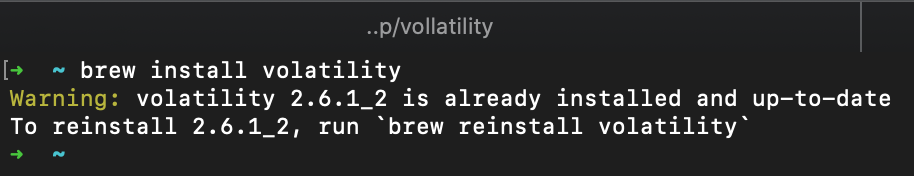 ..p/vollatility
[➜ ~ brew install volatility
Warning: volatility 2.6.1_2 is already installed and up-to-date
To reinstall 2.6.1_2, run `brew reinstall volatility`
➜ ~